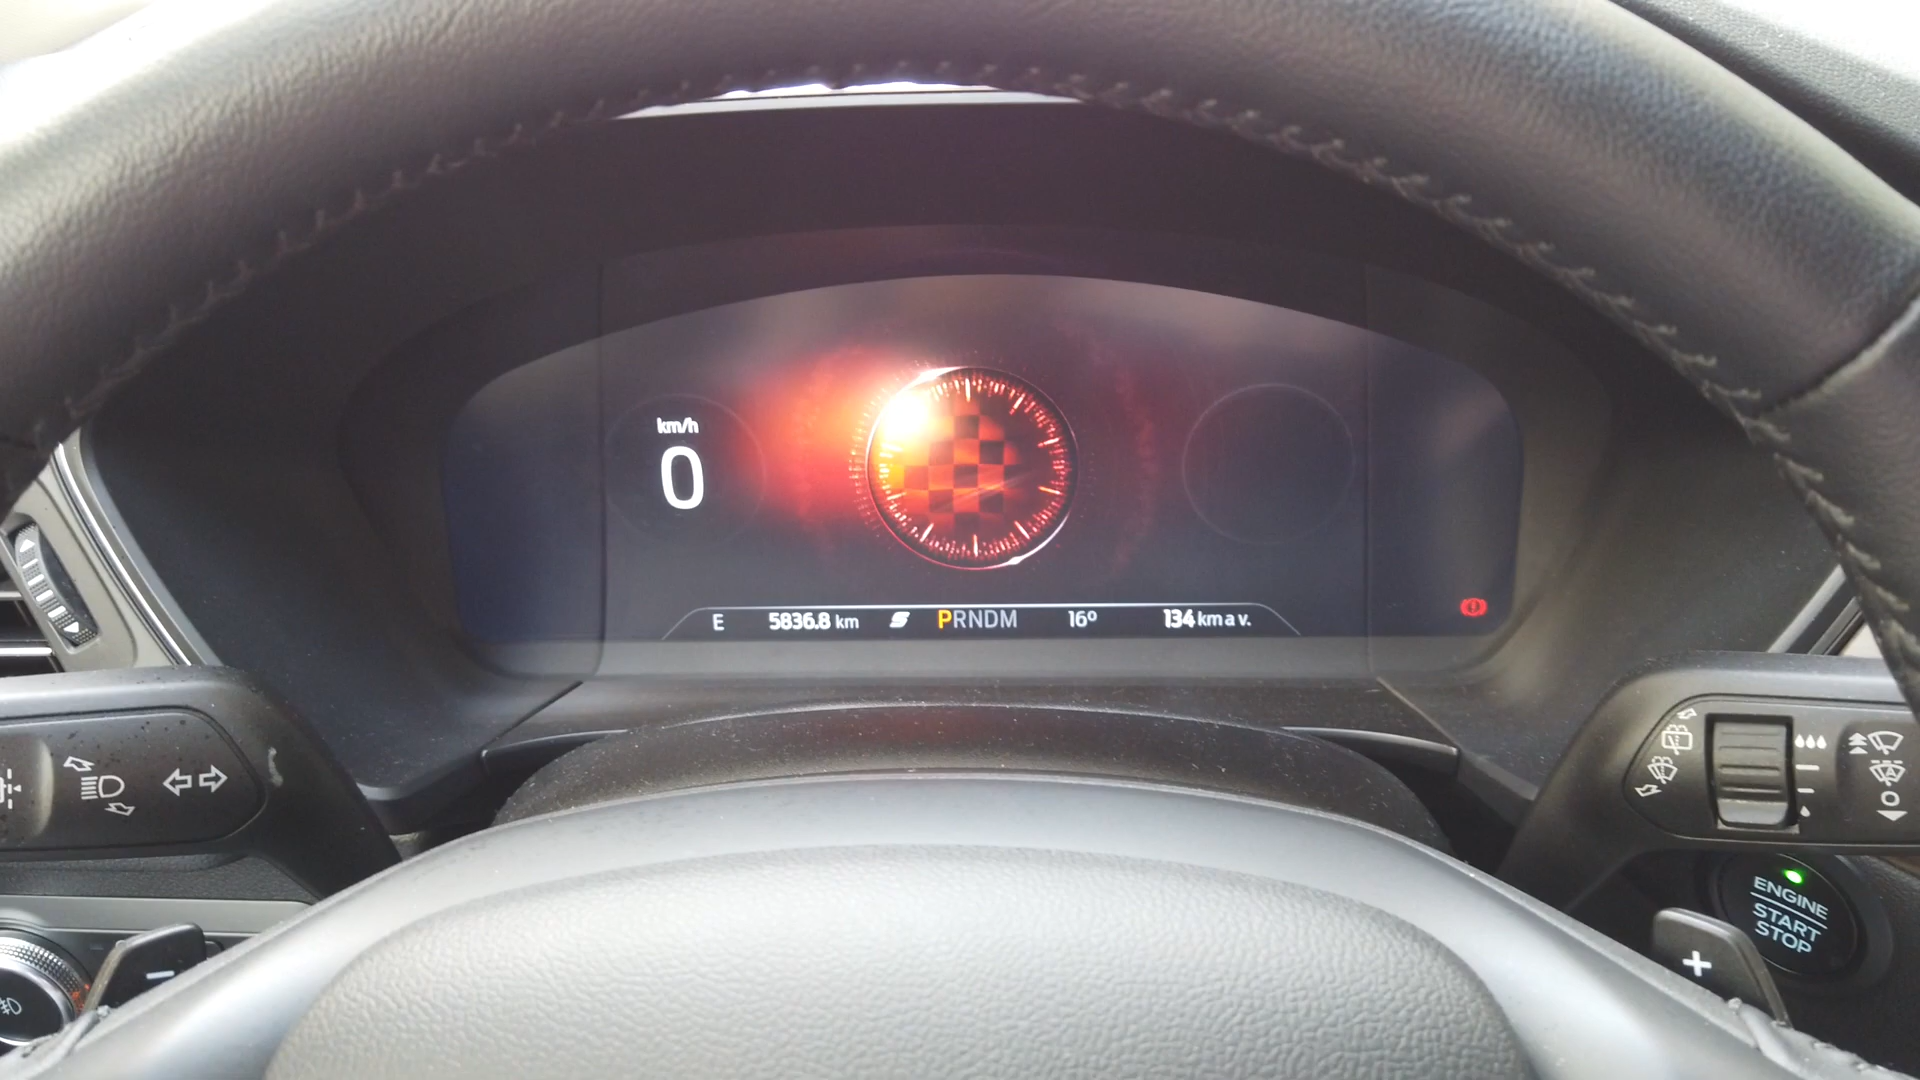 km/h
0
E 5836.8 km S PRNDM 16º 134 km a v.
ENGINE
START
STOP
A
O
−
+